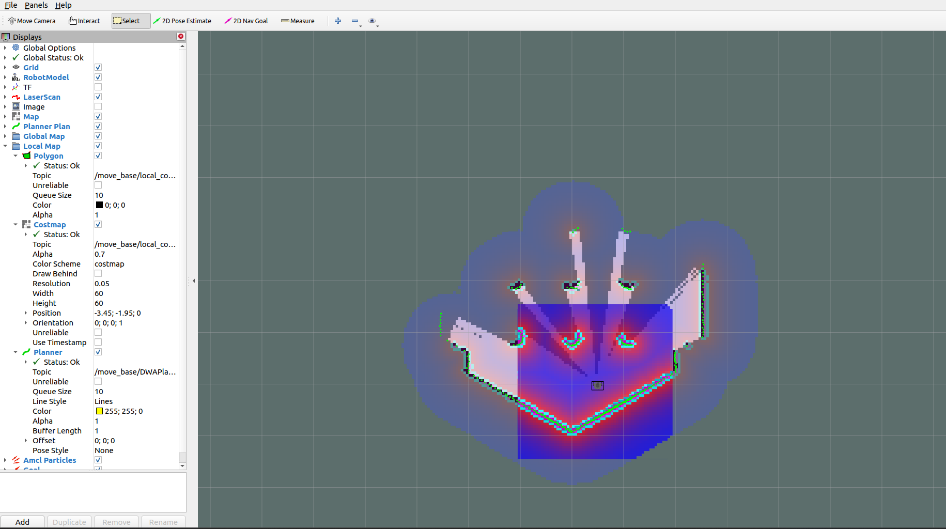 File Panels Help
Move Camera Interact Select 2D Pose Estimate 2D Nav Goal Measure
Displays
Global Options
Global Status: Ok
Grid
RobotModel
TF
LaserScan
Image
Map
Planner Plan
Global Map
Local Map
Polygon
Status: Ok
Topic /move_base/local_co...
Unreliable
Queue Size 10
Color 0; 0; 0
Alpha 1
Costmap
Status: Ok
Topic /move_base/local_co...
Alpha 0.7
Color Scheme costmap
Draw Behind
Resolution 0.05
Width 60
Height 60
Position -3.45; -1.95; 0
Orientation 0; 0; 0; 1
Unreliable
Use Timestamp
Planner
Status: Ok
Topic /move_base/DWAPla...
Unreliable
Queue Size 10
Line Style Lines
Color 255; 255; 0
Alpha 1
Buffer Length 1
Offset 0; 0; 0
Pose Style None
Amcl Particles
Add Duplicate Remove Rename